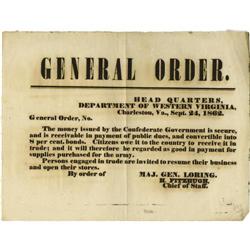 GENERAL ORDER.
HEAD QUARTERS,
DEPARTMENT OF WESTERN VIRGINIA,
Charleston, Va., Sept. 24, 1862.
General Order, No.
The money issued by the Confederate Government is secure,
and is receivable in payment of public dues, and convertible into
8 per cent. bonds. Citizens owe it to the country to receive it in
trade; and it will therefore be regarded as good in payment for
supplies purchased for the army.
Persons engaged in trade are invited to resume their business
and open their stores.
By order of MAJ. GEN. LORING.
H. FITZHUGH,
Chief of Staff.